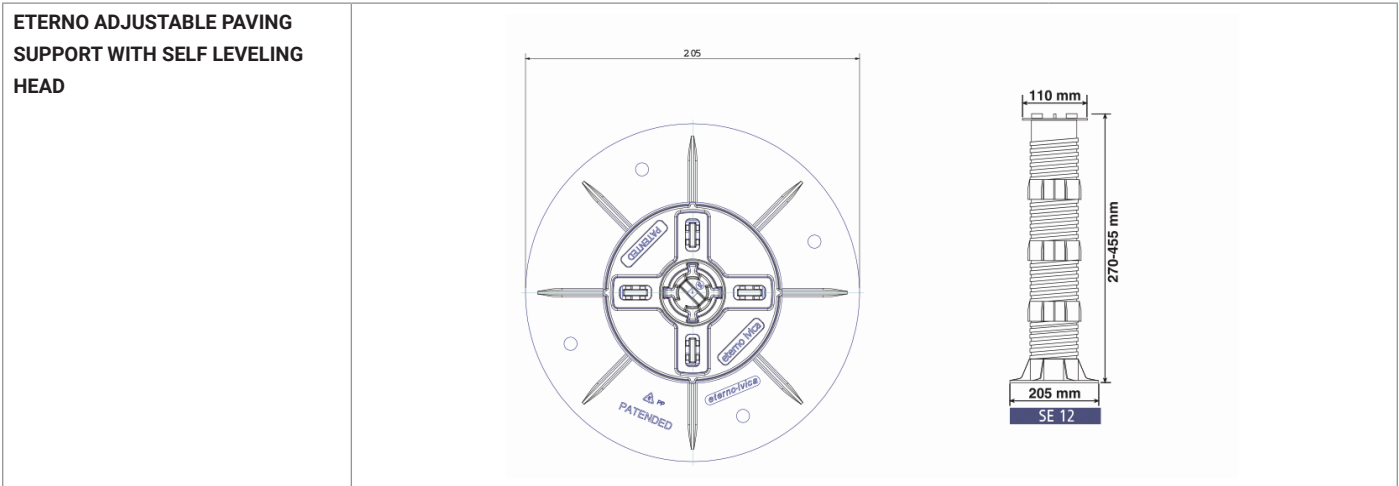 ETERNO ADJUSTABLE PAVING
SUPPORT WITH SELF LEVELING
HEAD
205
PATENTED
eterno ivica
eterno-ivica
PP
PATENDED
110 mm
270-455 mm
205 mm
SE 12